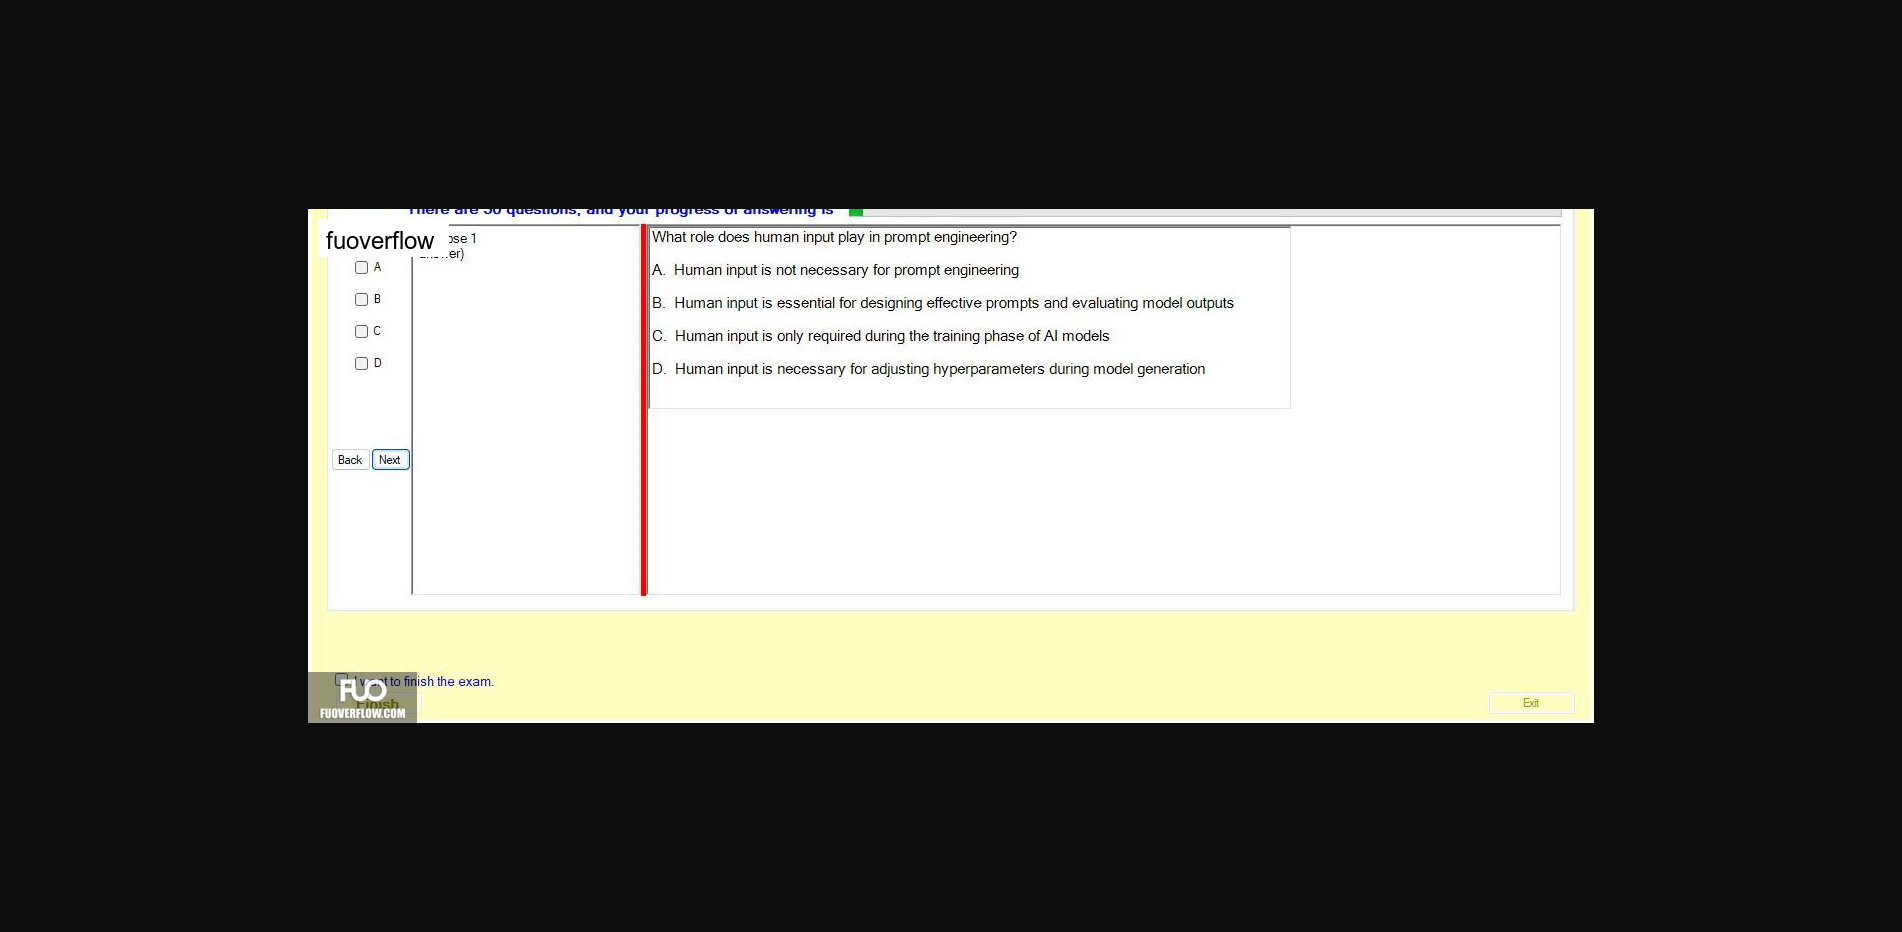 There are 50 questions, and your progress of answering is
fuoverflow
ose 1
er)
A
B
C
D
What role does human input play in prompt engineering?
A. Human input is not necessary for prompt engineering
B. Human input is essential for designing effective prompts and evaluating model outputs
C. Human input is only required during the training phase of AI models
D. Human input is necessary for adjusting hyperparameters during model generation
Back Next
I want to finish the exam.
FUO
Finish
FUOVERFLOW.COM
Exit